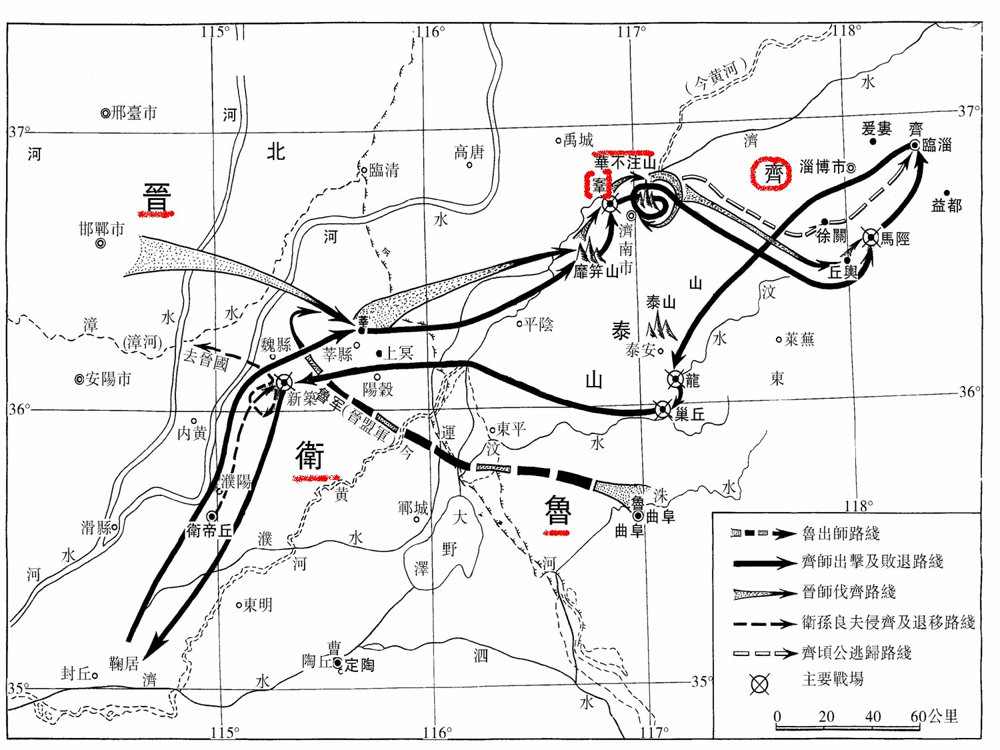 115°
116°
117°
118°
37°
37°
(今黄河)
水
邢臺市
河
河
北
禹城
高唐
濟
爰婁
齊
臨淄
華不注山
淄博市
齊
臨清
鞌
晉
益都
水
邯鄲市
河
濟南市
徐關
馬陘
今
靡笄山
丘輿
山
汶
泰山
水
水
漳
(漳河)
莘
平陰
泰
水
萊蕪
魏縣
去晉國
莘縣
上冥
泰安
安陽市
陽穀
山
龍
東
36°
36°
新築
魯军(晉盟軍)
今
巢丘
内黄
運
東平
汶
水
衛
濮陽
黄
魯
洙
水
魯
曲阜
曲阜
118°
鄆城
大
野
澤
滑縣
衛帝丘
濮
水
河
水
河
河
東明
曹
陶丘
定陶
鞠居
封丘
濟
水
泗
水
35°
35°
115°
116°
117°
魯出師路綫
齊師出擊及敗退路綫
晉師伐齊路綫
衛孫良夫侵齊及退移路綫
齊頃公逃歸路綫
主要戰場
0 20 40 60公里